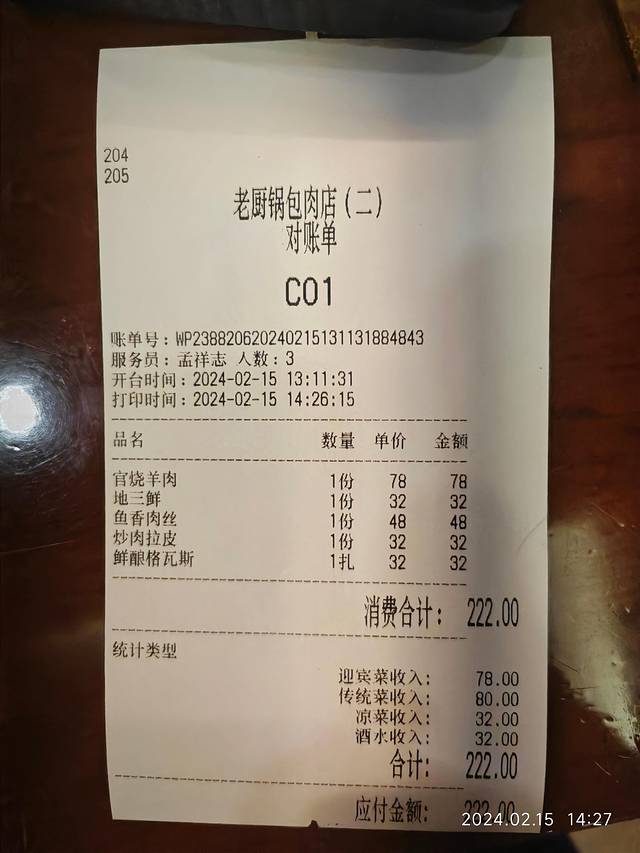 204
205
老厨锅包肉店(二)
对账单
C01
账单号:WP23882062024021513113188​4843
服务员:孟祥志 人数:3
开台时间:2024-02-15 13:11:31
打印时间:2024-02-15 14:26:15
品名 数量 单价 金额
官烧羊肉 1份 78 78
地三鲜 1份 32 32
鱼香肉丝 1份 48 48
炒肉拉皮 1份 32 32
鲜酿格瓦斯 1扎 32 32
消费合计: 222.00
统计类型
迎宾菜收入: 78.00
传统菜收入: 80.00
凉菜收入: 32.00
酒水收入: 32.00
合计: 222.00
应付金额: 222.00
2024.02.15 14:27